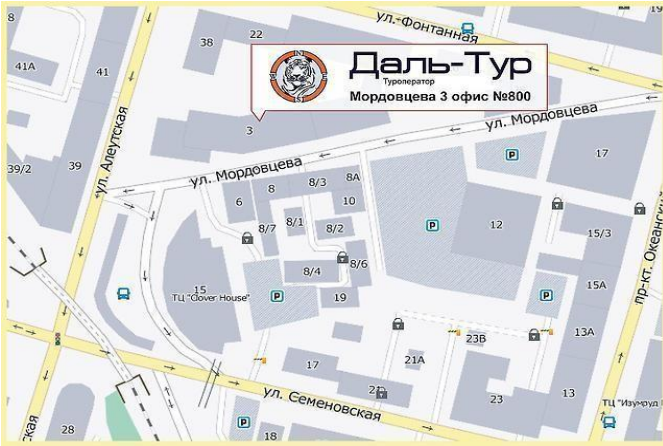 8
ул.-Фонтанная
19
22
38
41А
41
Даль-Тур
Туроператор
Мордовцева 3 офис №800
3
ул. Мордовцева
ул. Алеутская
39/2
39
ул. Мордовцева
17
8/3
8А
8
6
10
8/1
8/2
8/7
12
15/3
8/6
8/4
15
ТЦ "Clover House"
19
15А
пр-кт. Океанский
13А
23В
21А
17
21
13
23
ул. Семеновская
ТЦ "Изумруд
28
18
ская
P
P
P
P
P